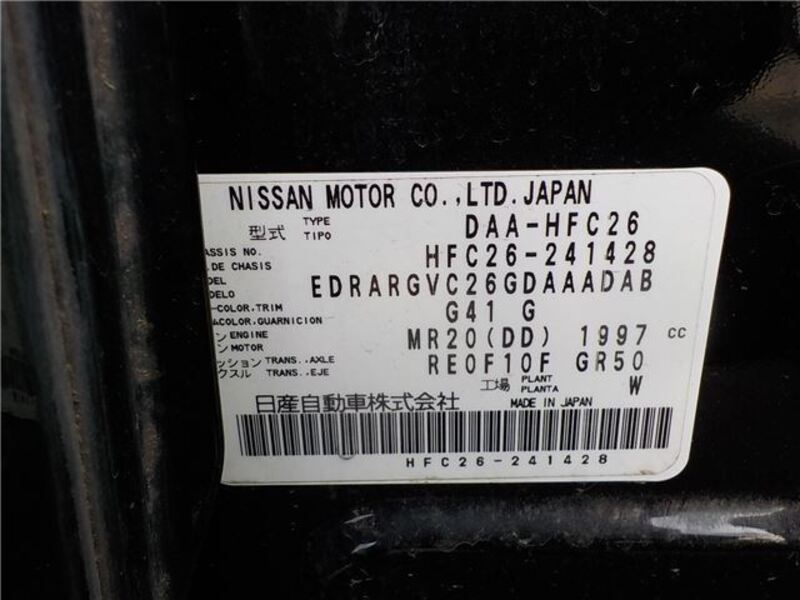 NISSAN MOTOR CO.,LTD.JAPAN
型式 TYPE TIPO DAA-HFC26
ASSIS NO. DE CHASIS HFC26-241428
DEL DELO EDRARGVC26GDAAADAB
COLOR,TRIM COLOR,GUARNICION G41 G
ン ENGINE ン MOTOR MR20(DD) 1997 cc
ッション TRANS.,AXLE クスル TRANS.,EJE RE0F10F GR50
工場 PLANT PLANTA W
日産自動車株式会社 MADE IN JAPAN
HFC26-241428